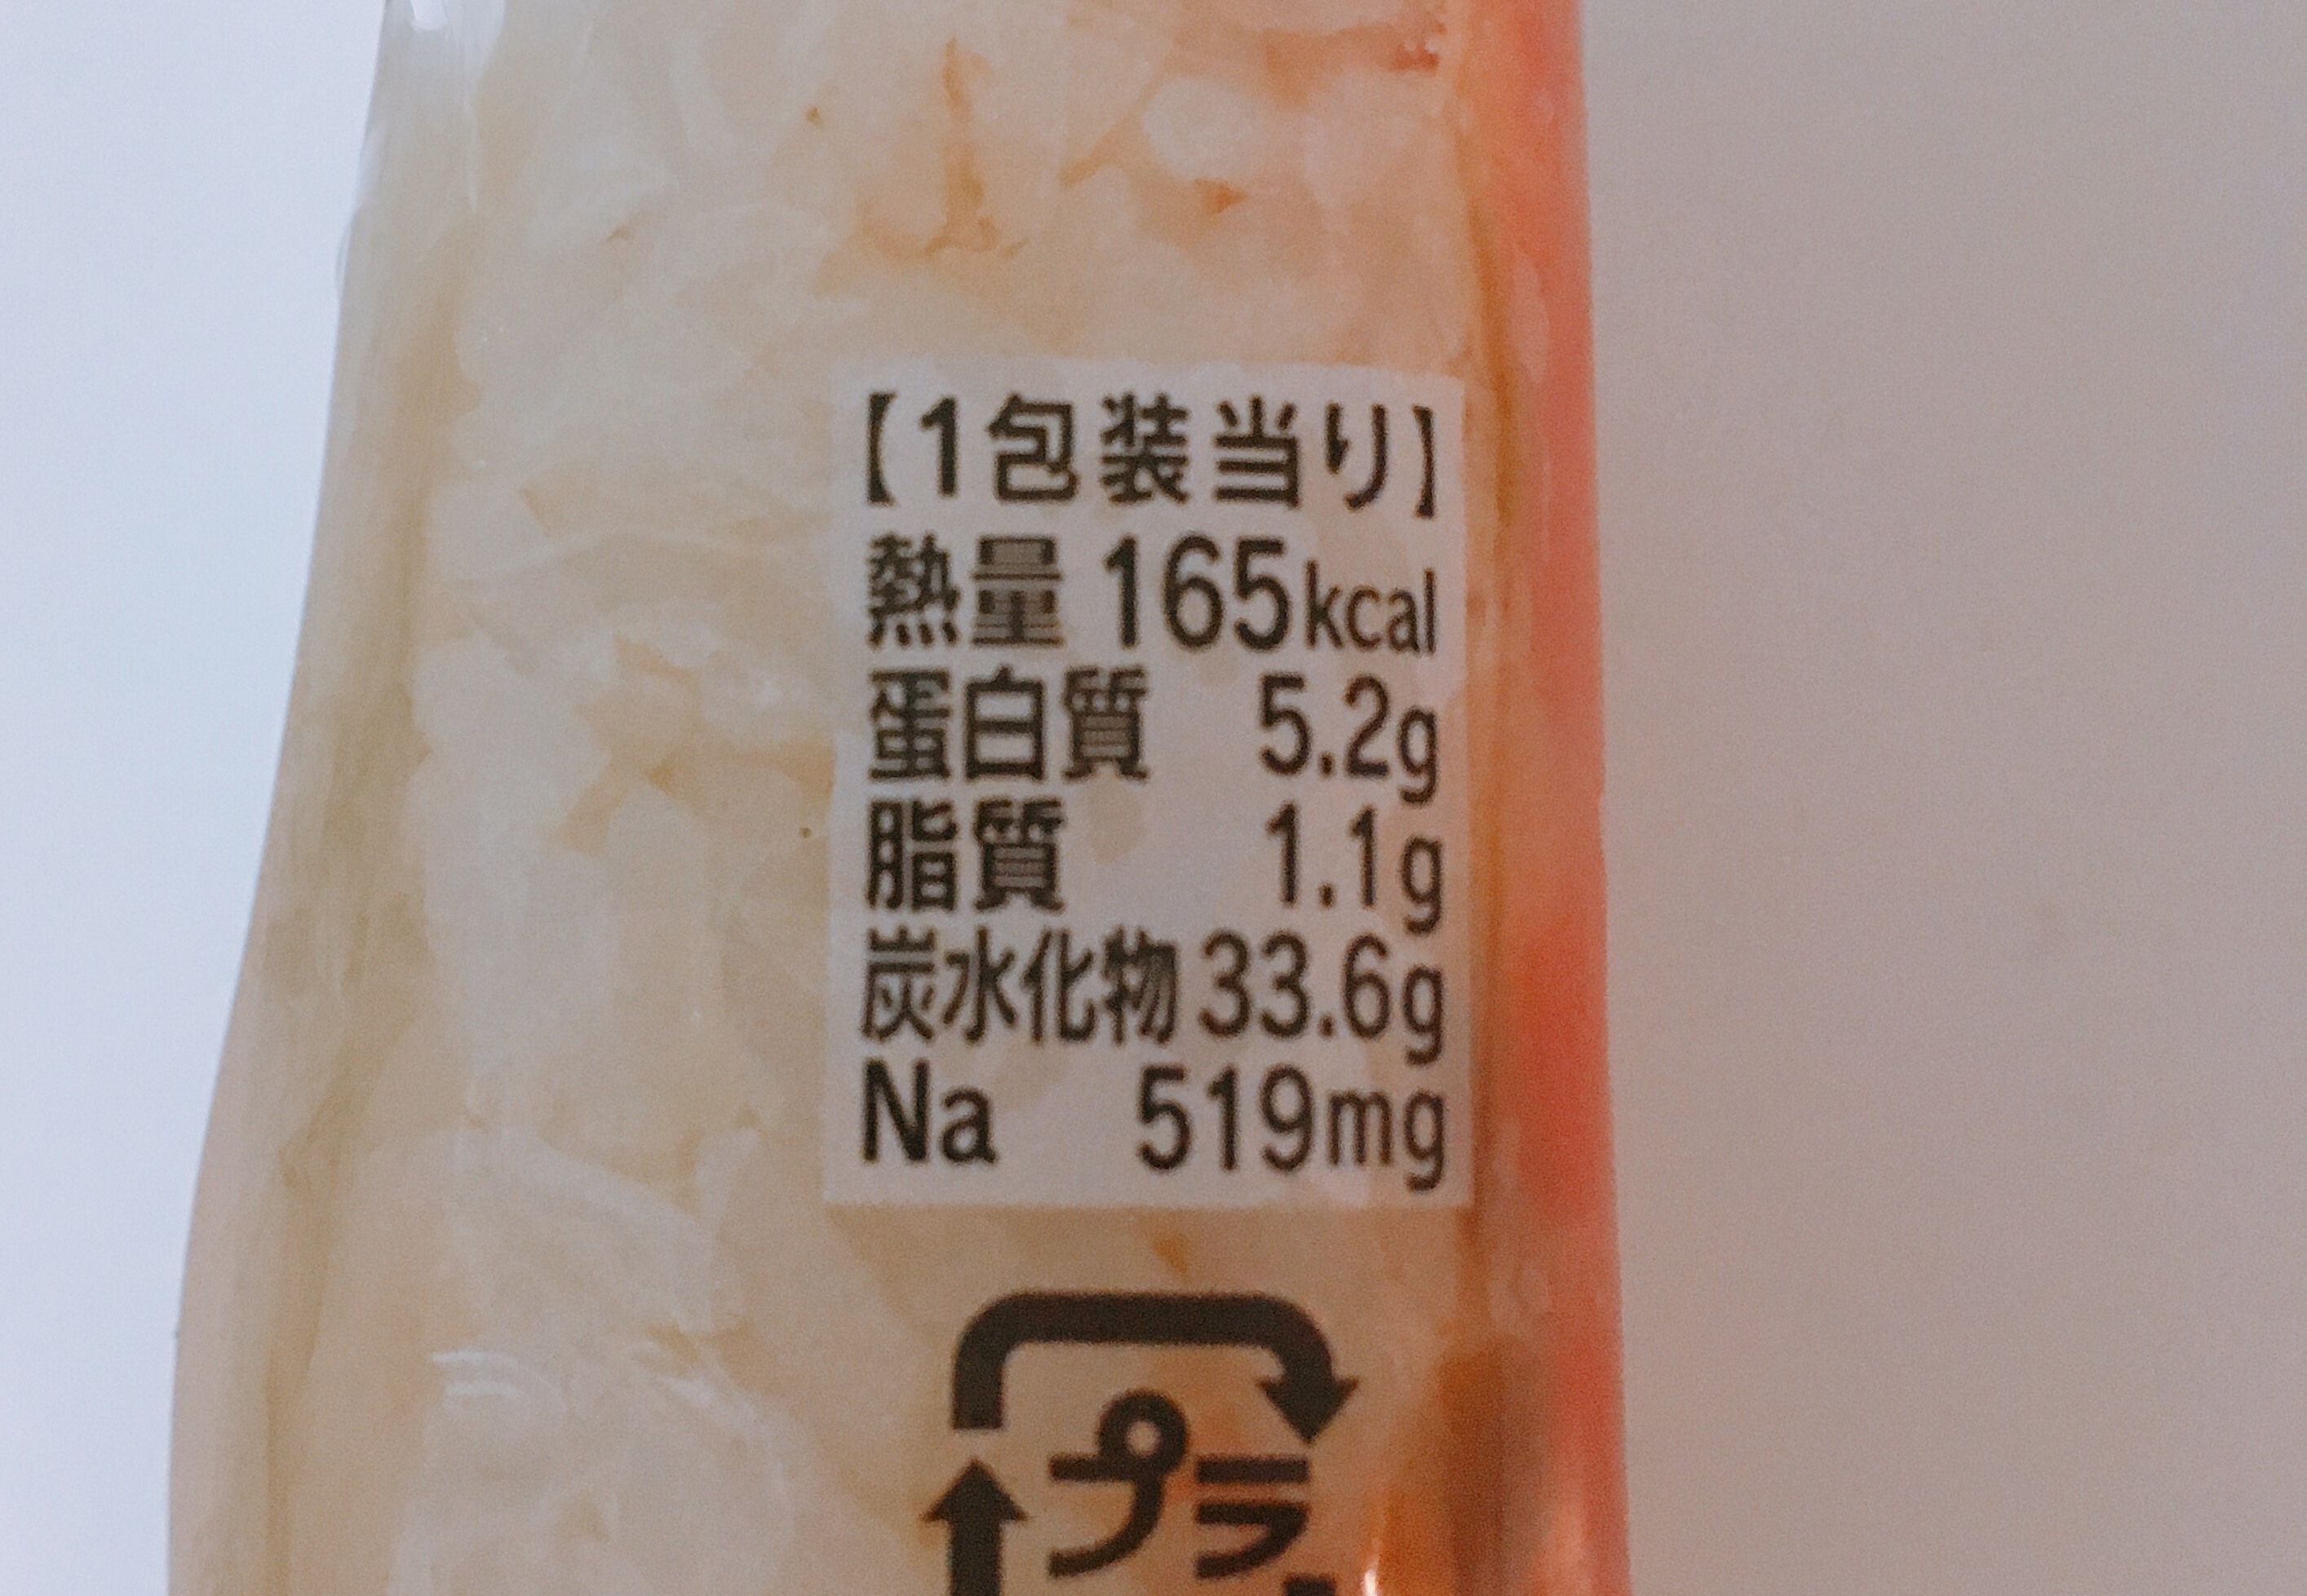 【1包装当り】
熱量 165kcal
蛋白質 5.2g
脂質 1.1g
炭水化物 33.6g
Na 519mg
プラ